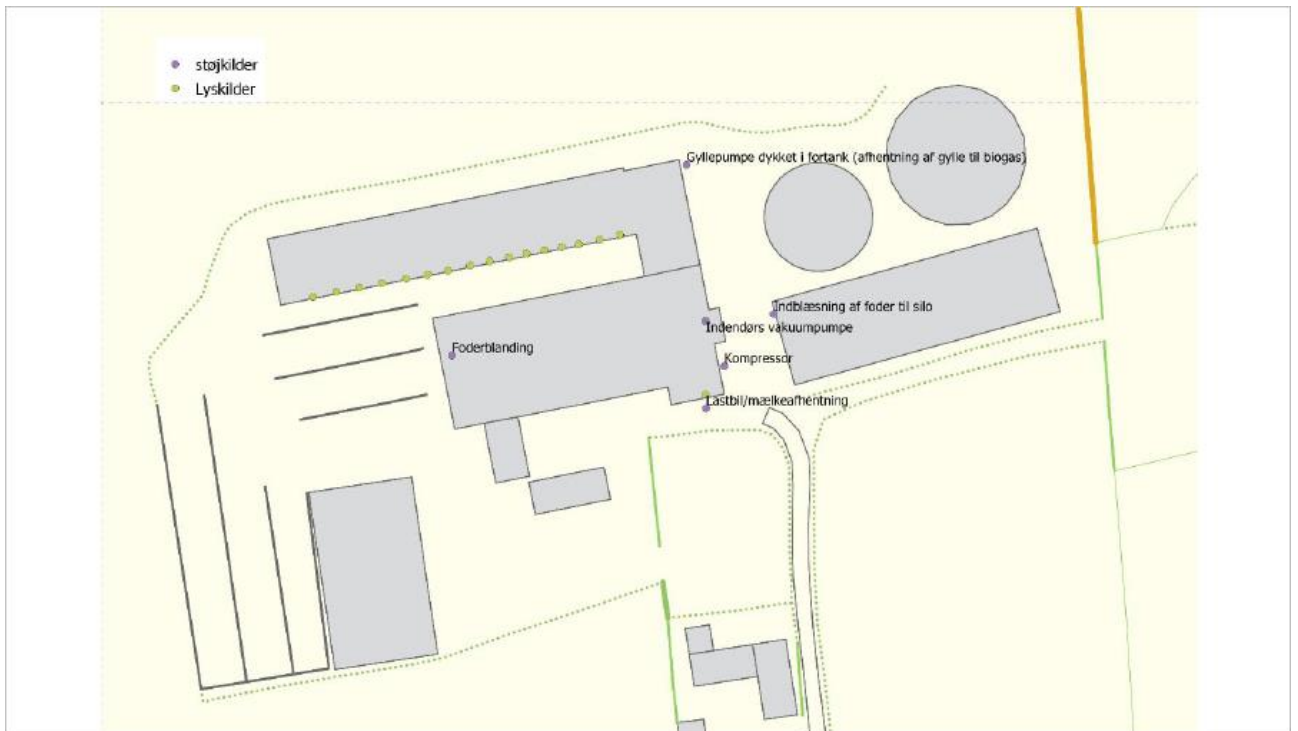 støjkilder
Lyskilder
Gyllepumpe dykket i fortank (afhentning af gylle til biogas)
Indblæsning af foder til silo
Indendørs vakuumpumpe
Foderblanding
Kompressor
Lastbil/mælkeafhentning